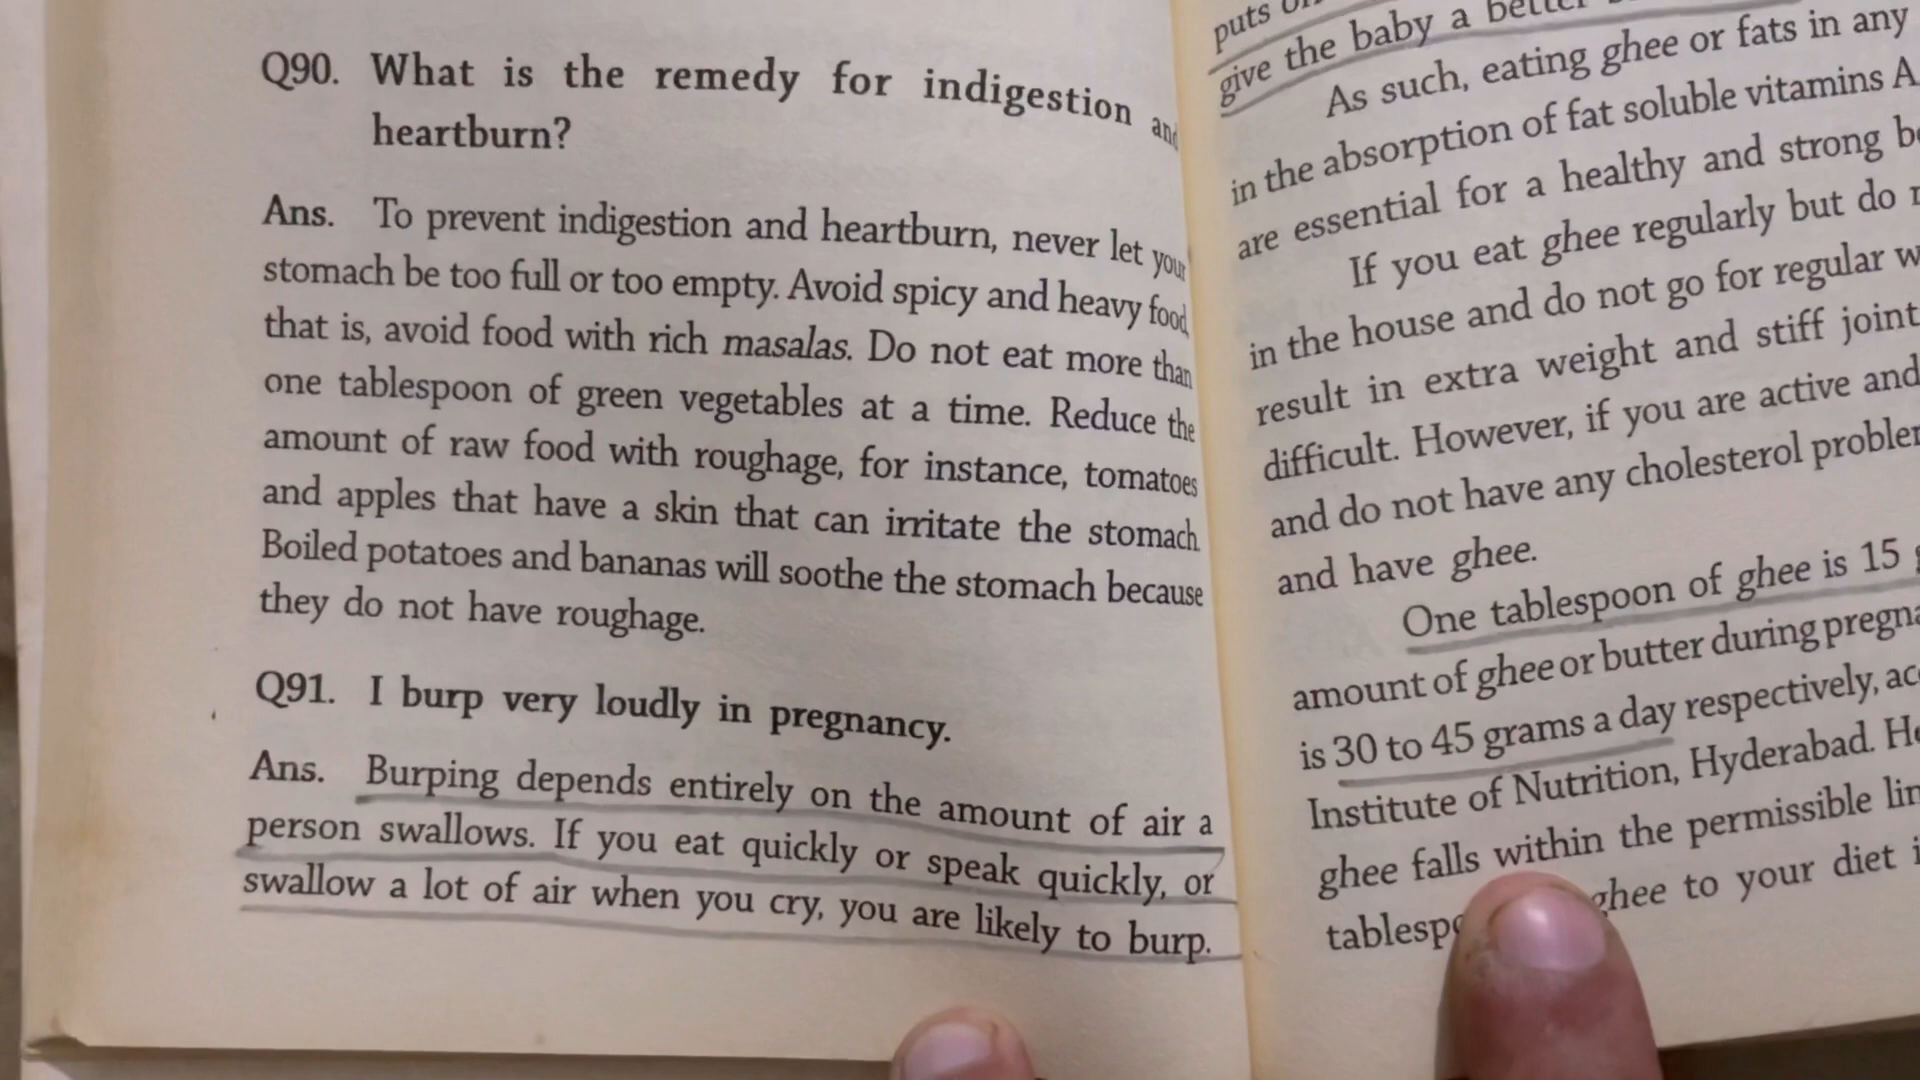 Q90. What is the remedy for indigestion and
heartburn?
Ans. To prevent indigestion and heartburn, never let your
stomach be too full or too empty. Avoid spicy and heavy food,
that is, avoid food with rich masalas. Do not eat more than
one tablespoon of green vegetables at a time. Reduce the
amount of raw food with roughage, for instance, tomatoes
and apples that have a skin that can irritate the stomach.
Boiled potatoes and bananas will soothe the stomach because
they do not have roughage.
Q91. I burp very loudly in pregnancy.
Ans. Burping depends entirely on the amount of air a
person swallows. If you eat quickly or speak quickly, or
swallow a lot of air when you cry, you are likely to burp.
puts
give the baby a better
As such, eating ghee or fats in any
in the absorption of fat soluble vitamins A
are essential for a healthy and strong
If you eat ghee regularly but do
in the house and do not go for regular
result in extra weight and stiff joint
difficult. However, if you are active and
and do not have any cholesterol
and have ghee.
One tablespoon of ghee is 15
amount of ghee or butter during
is 30 to 45 grams a day respectively,
Institute of Nutrition, Hyderabad.
ghee falls within the permissible
ghee to your diet